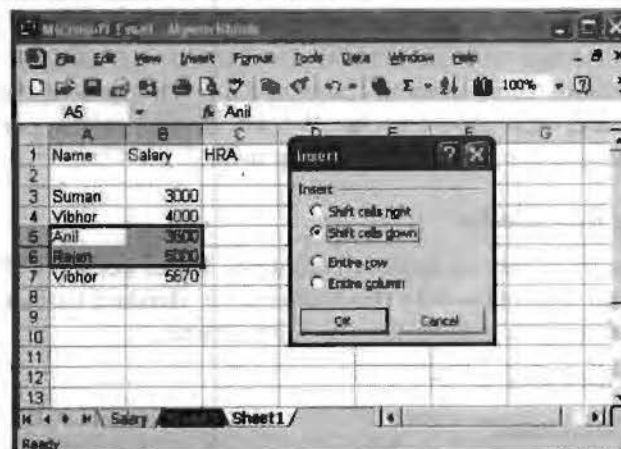 Microsoft Excel
File Edit View Insert Format Tools Data Window Help
Σ 100%
A5 fx Anil
A B C D E F G
1 Name Salary HRA
2
3 Suman 3000
4 Vibhor 4000
5 Anil 3500
6 Rajan 5000
7 Vibhor 5670
8
9
10
11
12
13
Insert
Insert
Shift cells right
Shift cells down
Entire row
Entire column
OK Cancel
Salary Sheet1
Ready